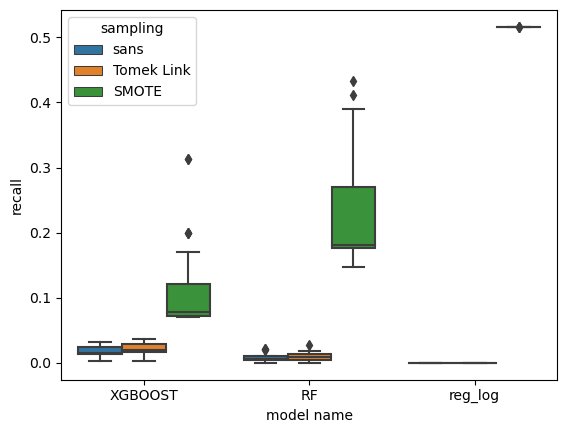 sampling
sans
Tomek Link
SMOTE
recall
0.5
0.4
0.3
0.2
0.1
0.0
XGBOOST
RF
reg_log
model name